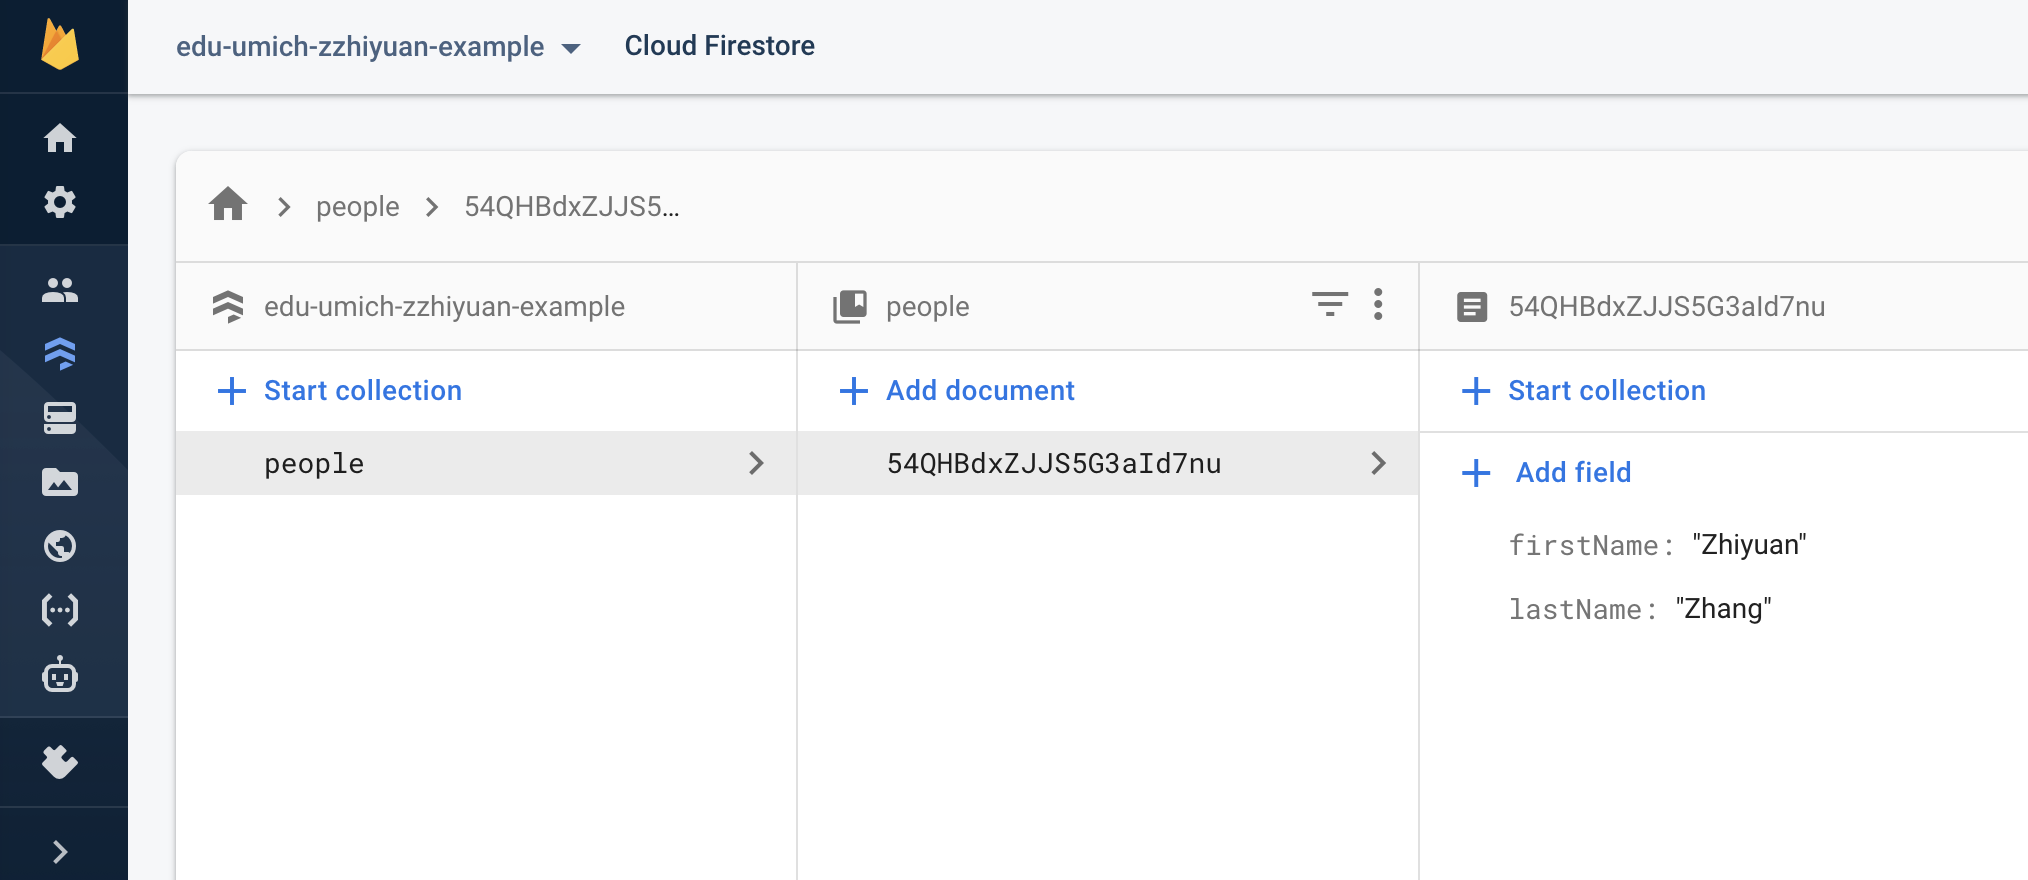 edu-umich-zzhiyuan-example Cloud Firestore
people 54QHBdxZJJS5...
edu-umich-zzhiyuan-example
people
54QHBdxZJJS5G3aId7nu
Start collection
Add document
Start collection
people
54QHBdxZJJS5G3aId7nu
Add field
firstName: "Zhiyuan"
lastName: "Zhang"